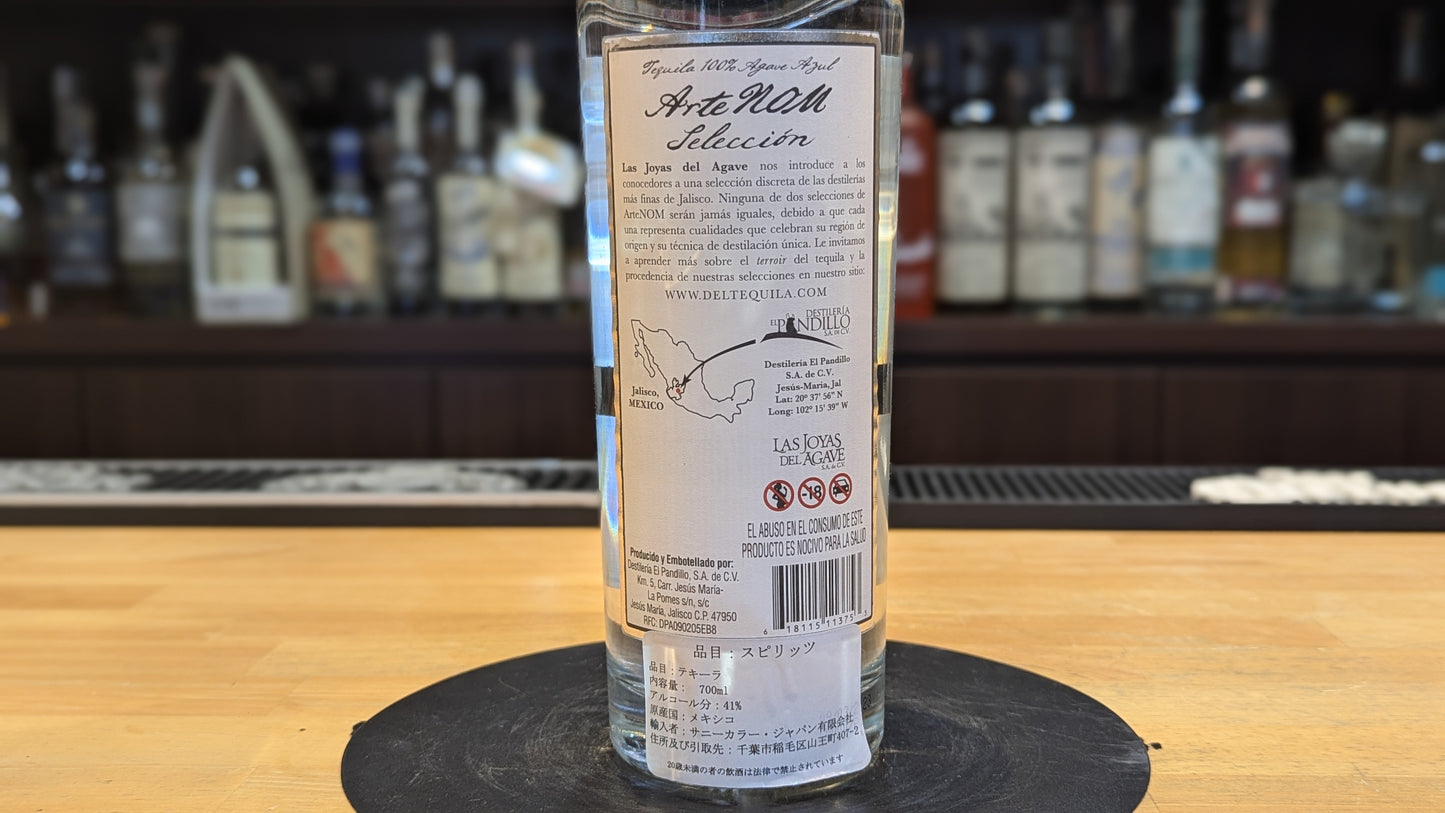 Tequila 100% Agave Azul
ArteNOM
Selección
Las Joyas del Agave nos introduce a los
conocedores a una selección discreta de las destilerías
más finas de Jalisco. Ninguna de dos selecciones de
ArteNOM serán jamás iguales, debido a que cada
una representa cualidades que celebran su región de
origen y su técnica de destilación única. Le invitamos
a aprender más sobre el terroir del tequila y la
procedencia de nuestras selecciones en nuestro sitio:
WWW.DELTEQUILA.COM
DESTILERÍA
EL PANDILLO
S.A. DE C.V.
Destilería El Pandillo
S.A. de C.V.
Jesús-Maria, Jal
Lat: 20° 37' 56" N
Long: 102° 15' 39" W
Jalisco,
MEXICO
LAS JOYAS
DEL AGAVE
S.A. de C.V.
-18
EL ABUSO EN EL CONSUMO DE ESTE
PRODUCTO ES NOCIVO PARA LA SALUD
Producido y Embotellado por:
Destilería El Pandillo, S.A. de C.V.
Km. 5, Carr. Jesús María-
La Pomes s/n, s/c
Jesús María, Jalisco C.P. 47950
RFC: DPA090205EB8
6 18115 11375 3
品目：スピリッツ
品目：テキーラ
内容量： 700ml
アルコール分：41%
原産国：メキシコ
輸入者：サニーカラー・ジャパン有限会社
住所及び引取先：千葉市稲毛区山王町407-2
20歳未満の者の飲酒は法律で禁止されています